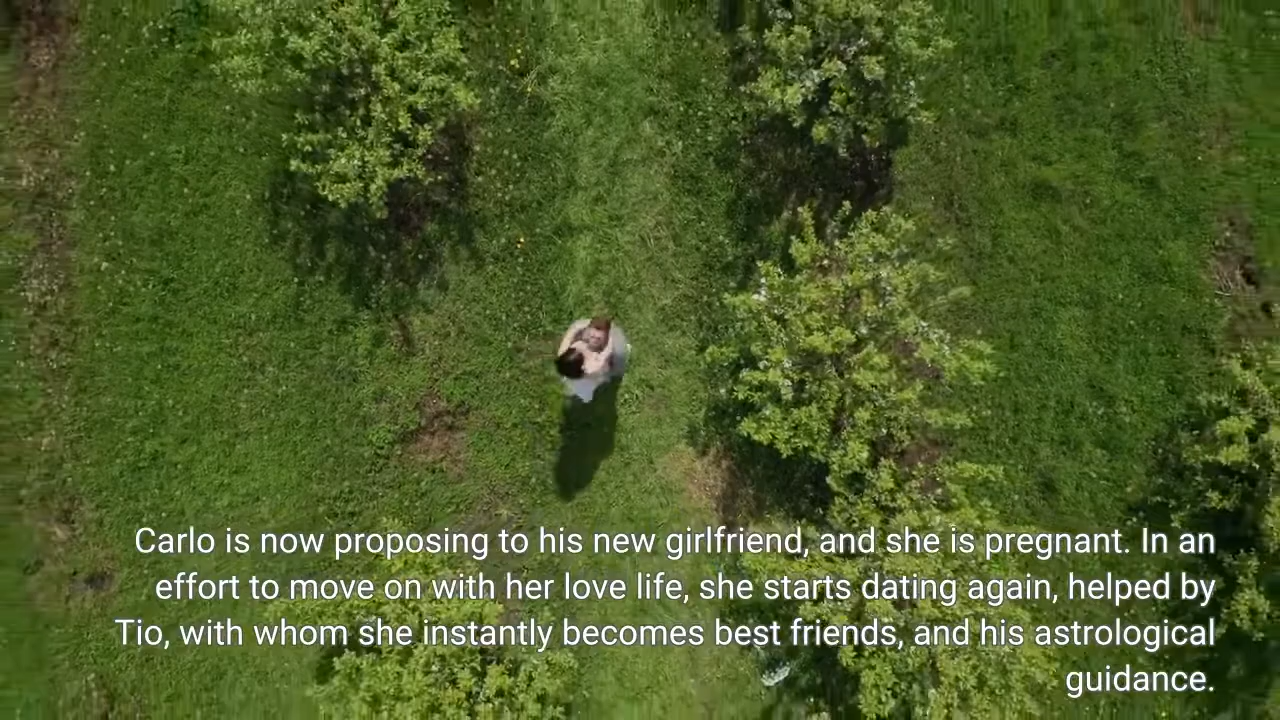 Carlo is now proposing to his new girlfriend, and she is pregnant. In an
effort to move on with her love life, she starts dating again, helped by
Tio, with whom she instantly becomes best friends, and his astrological
guidance.